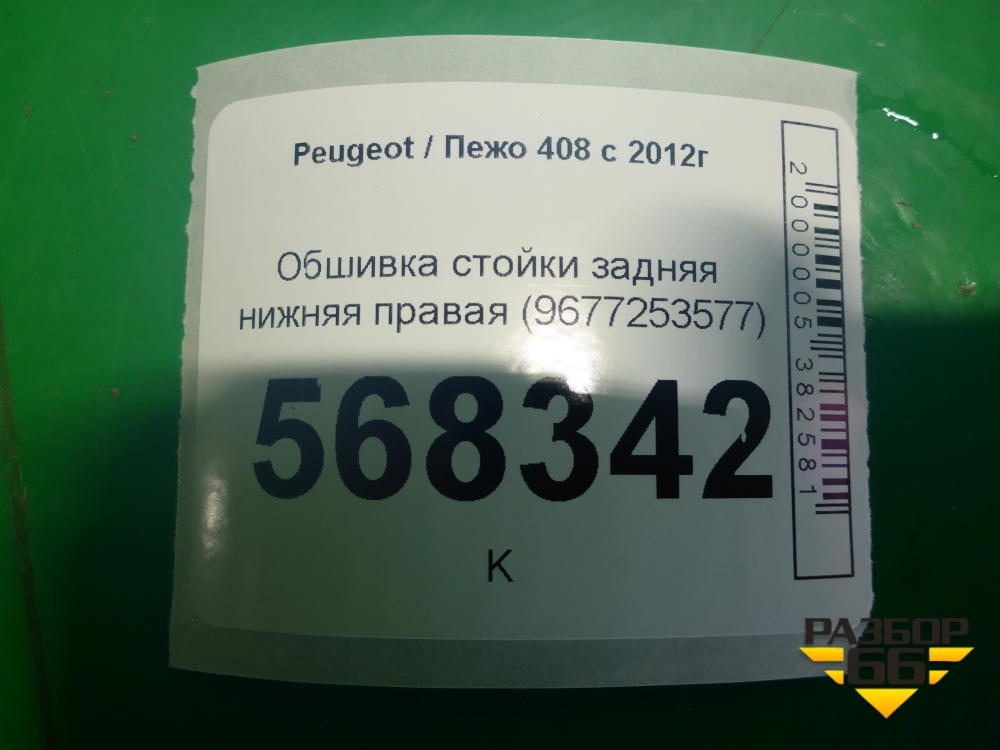 Peugeot / Пежо 408 с 2012г
Обшивка стойки задняя
нижняя правая (9677253577)
568342
К
2000005382581
РАЗБОР
66